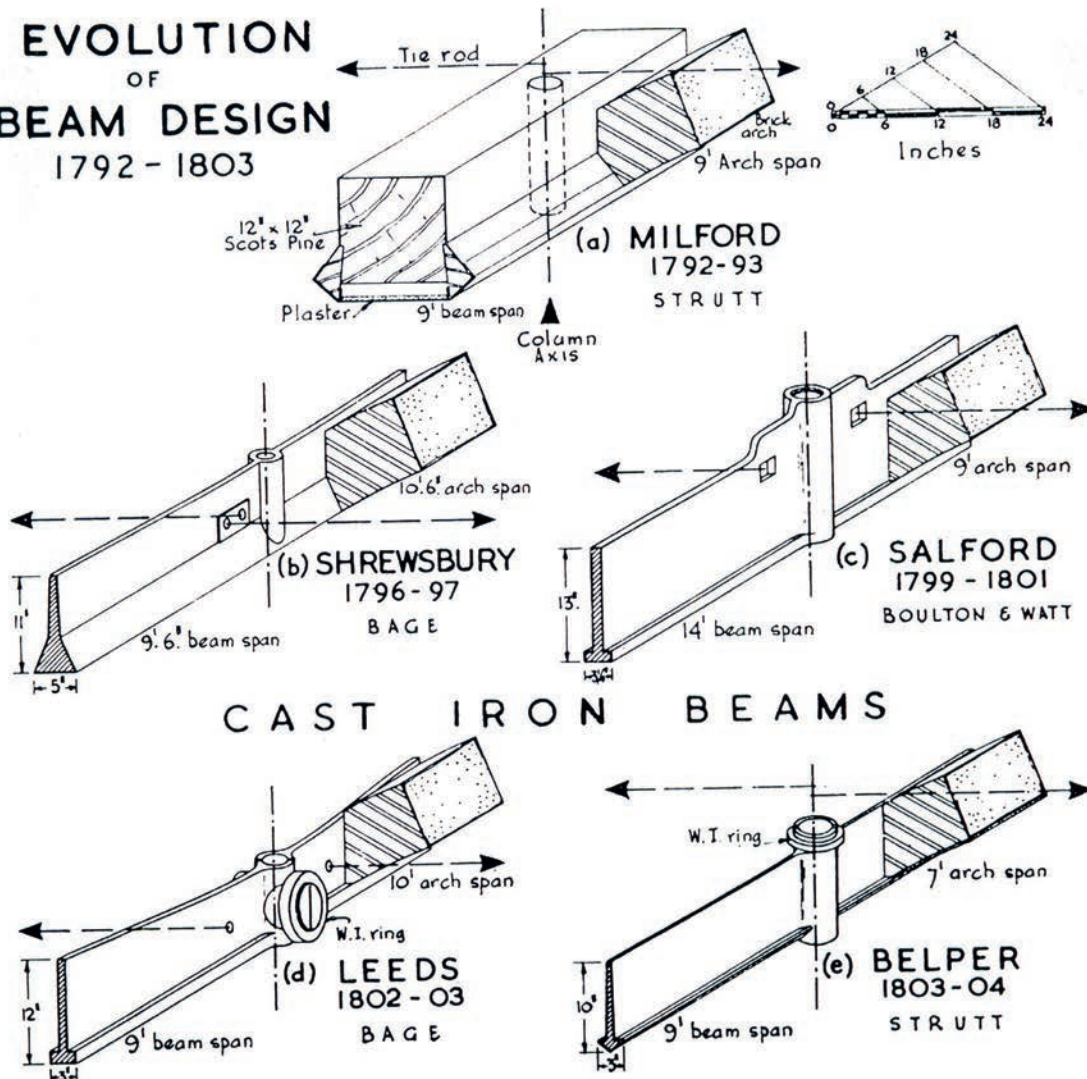 EVOLUTION
OF
BEAM DESIGN
1792 - 1803
Tie rod
Brick
arch
9' Arch span
12" x 12"
Scots Pine
Plaster
9' beam span
Column
Axis
(a) MILFORD
1792-93
STRUTT
0 6 12 18 24
0 6 12 18 24
Inches
10'.6" arch span
11"
5"
9'.6". beam span
(b) SHREWSBURY
1796-97
BAGE
9' arch span
13".
14' beam span
(c) SALFORD
1799 - 1801
BOULTON & WATT
CAST IRON BEAMS
10' arch span
W.I. ring
12"
3"
9' beam span
(d) LEEDS
1802-03
BAGE
W.I. ring
7' arch span
10"
3"
9' beam span
(e) BELPER
1803-04
STRUTT